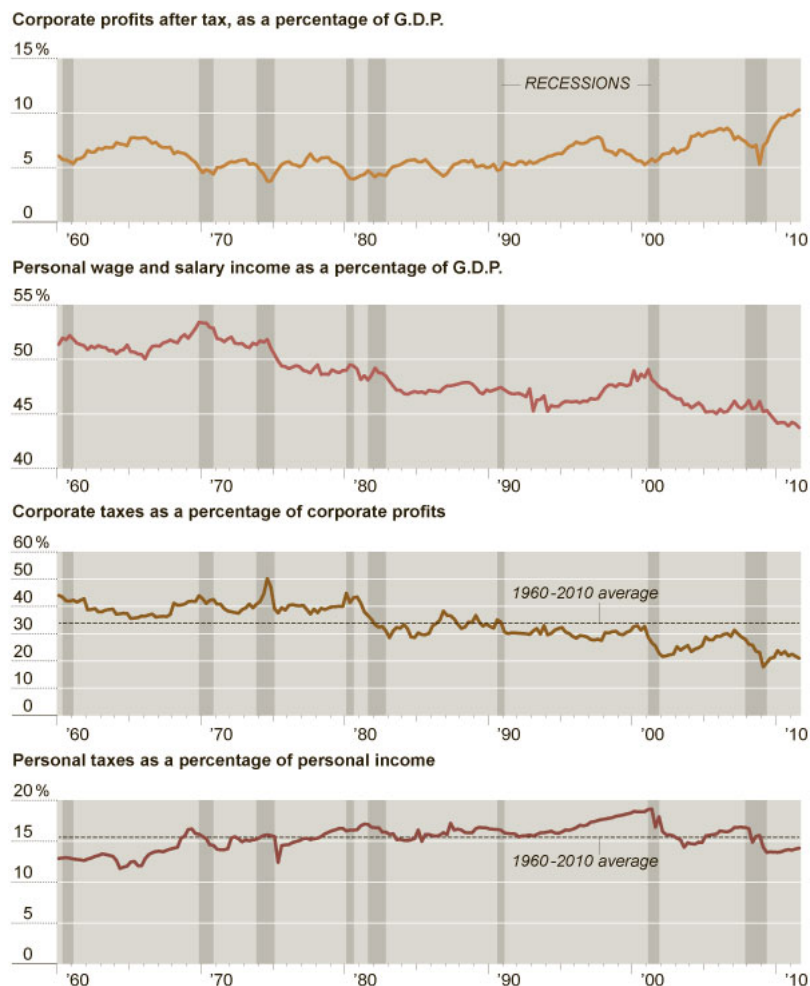 Corporate profits after tax, as a percentage of G.D.P.
15 %
RECESSIONS
10
5
0
'60 '70 '80 '90 '00 '10
Personal wage and salary income as a percentage of G.D.P.
55 %
50
45
40
'60 '70 '80 '90 '00 '10
Corporate taxes as a percentage of corporate profits
60 %
50
1960-2010 average
40
30
20
10
0
'60 '70 '80 '90 '00 '10
Personal taxes as a percentage of personal income
20 %
15
1960-2010 average
10
5
0
'60 '70 '80 '90 '00 '10